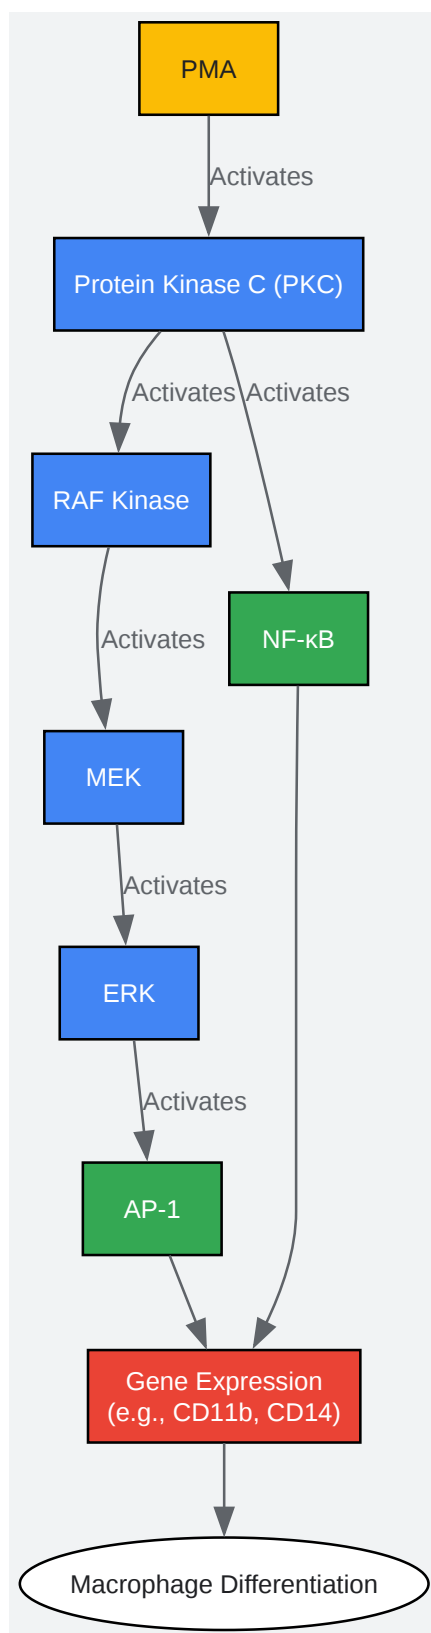 PMA
Activates
Protein Kinase C (PKC)
Activates
Activates
RAF Kinase
Activates
NF-κB
MEK
Activates
ERK
Activates
AP-1
Gene Expression
(e.g., CD11b, CD14)
Macrophage Differentiation